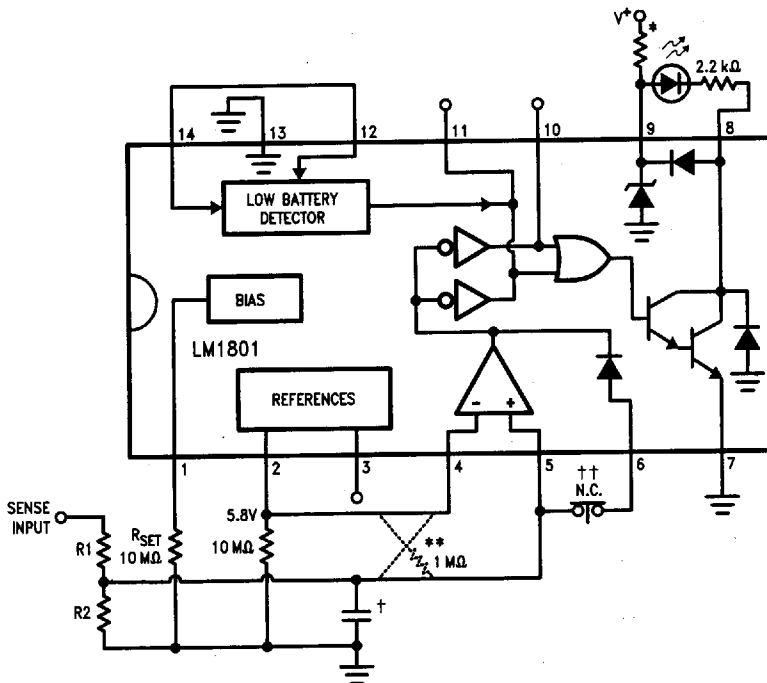 V+
*
2.2 kΩ
14
13
12
11
10
9
8
LOW BATTERY
DETECTOR
BIAS
LM1801
REFERENCES
-
+
1
2
3
4
5
6
7
††
N.C.
SENSE
INPUT
5.8V
R1
RSET
10 MΩ
10 MΩ
**
1 MΩ
R2
†